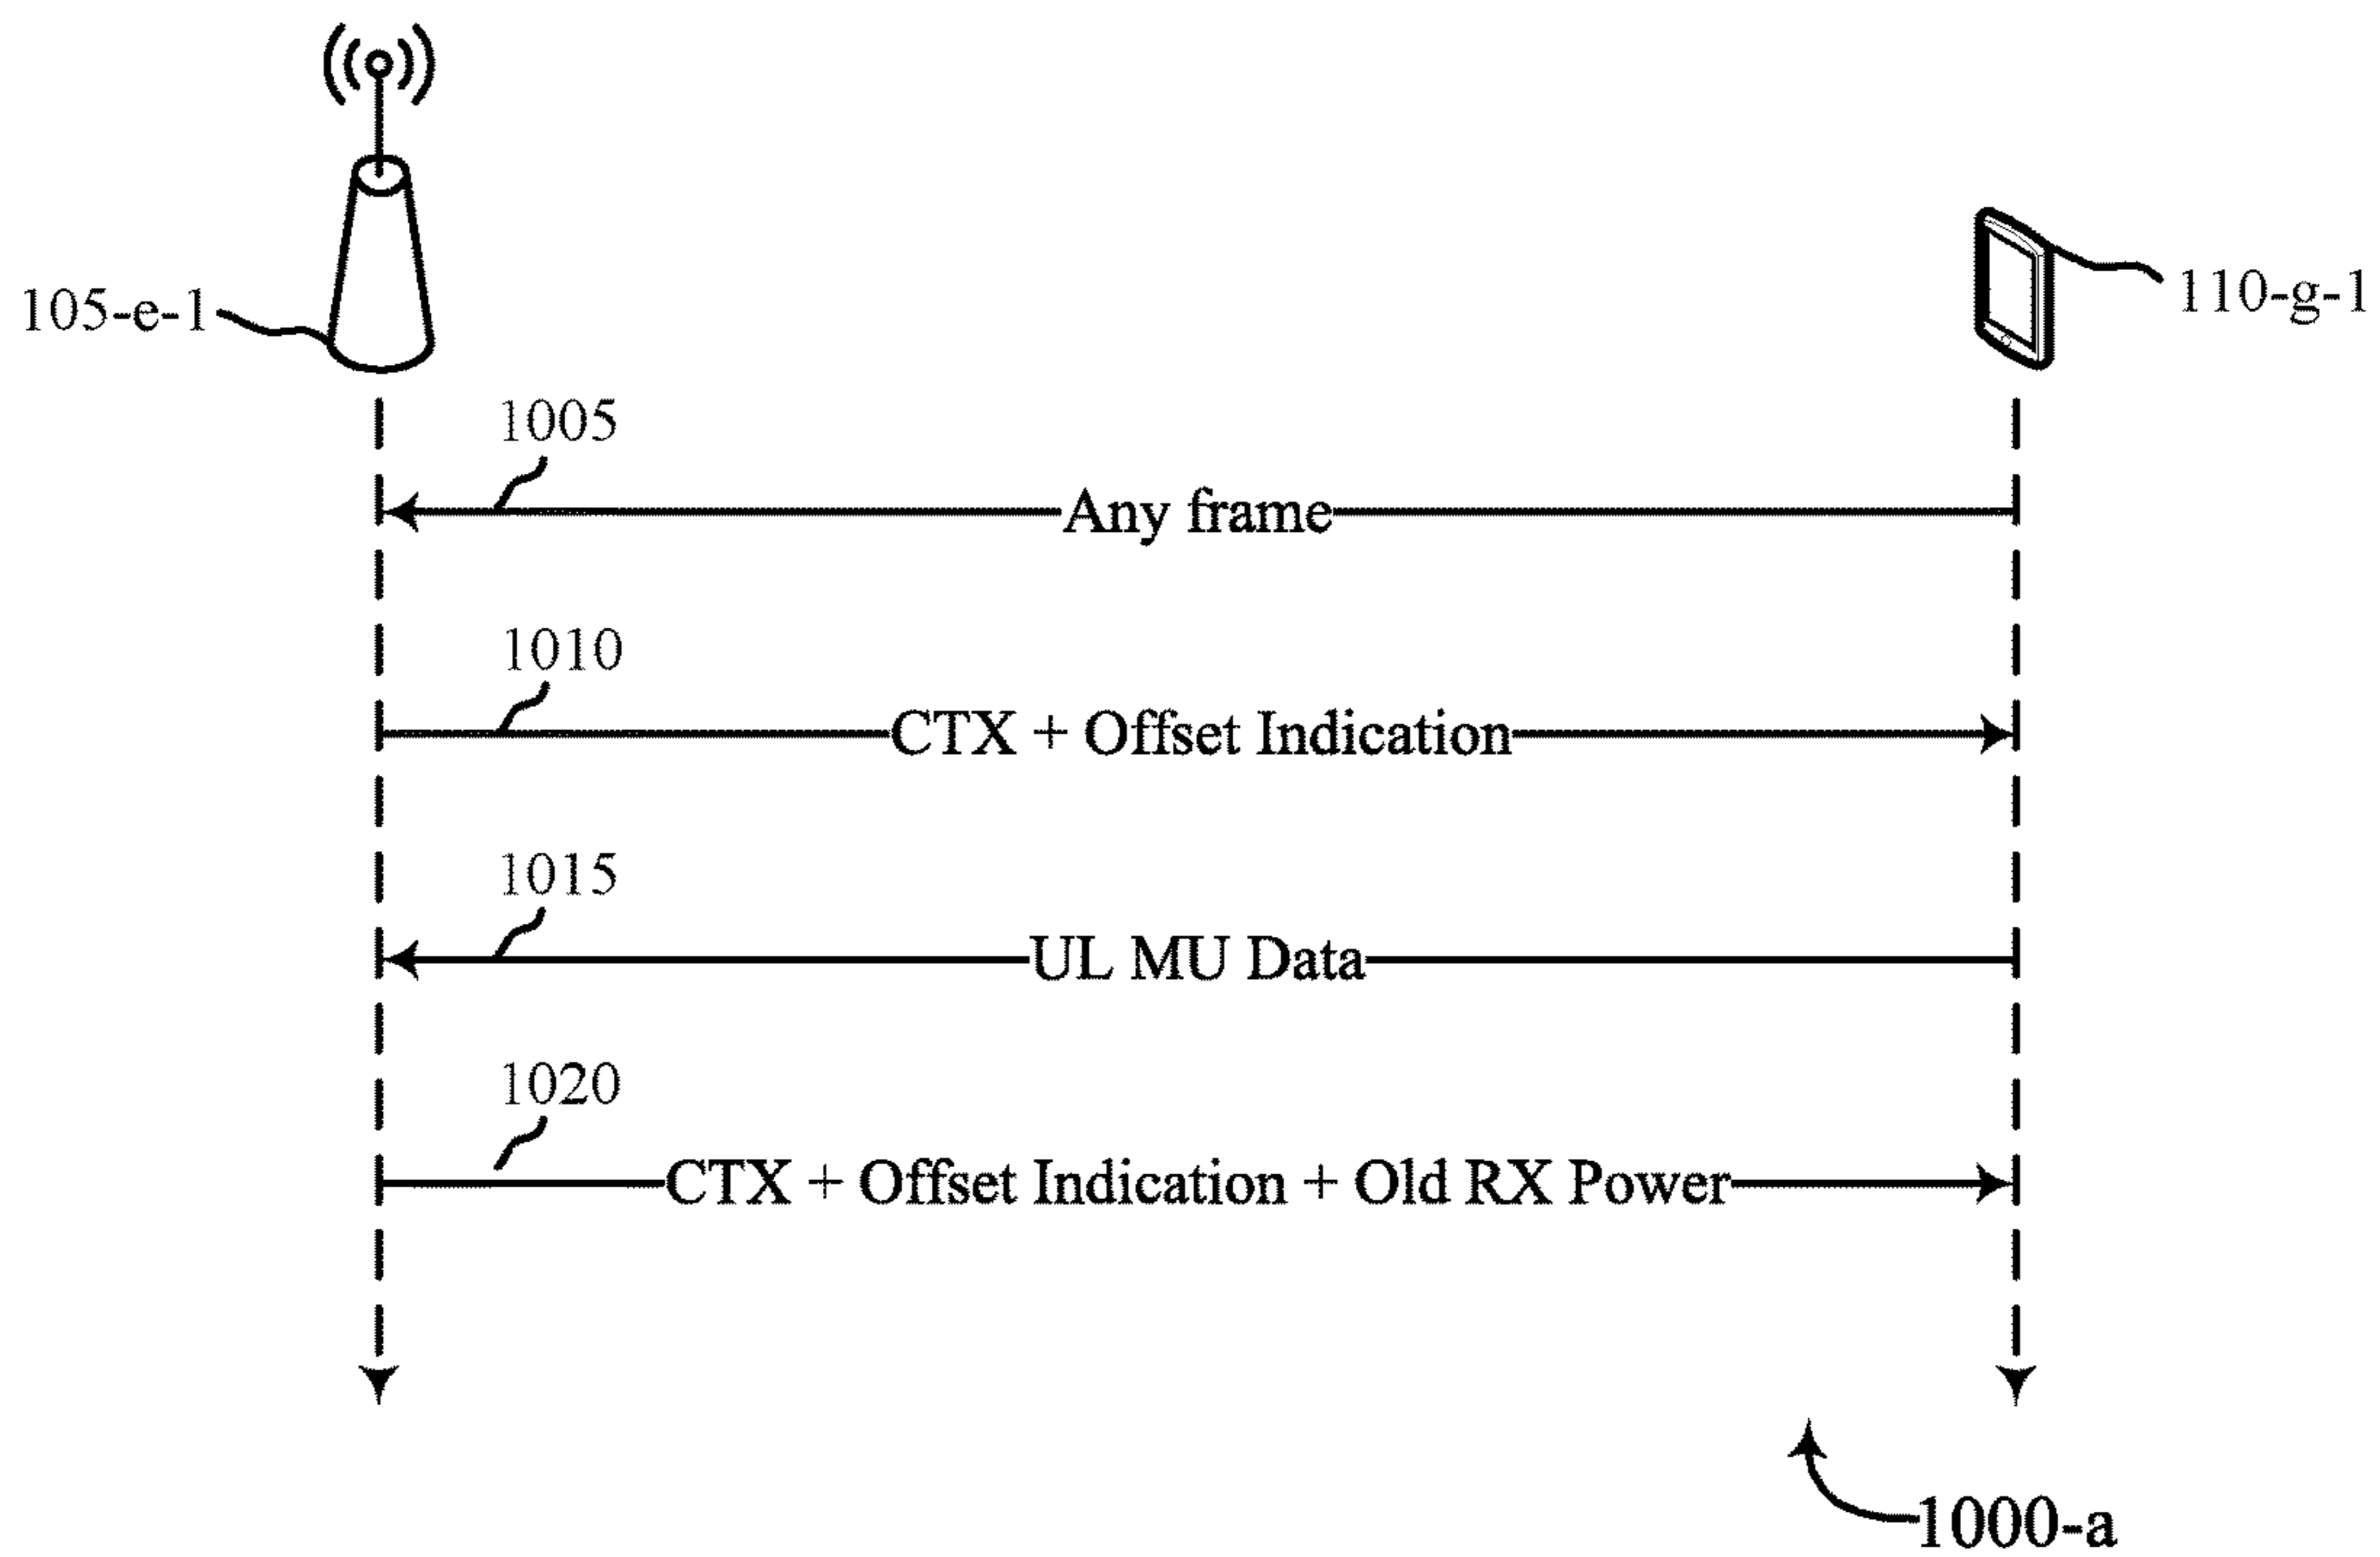 105-e-1
110-g-1
1005
Any frame
1010
CTX + Offset Indication
1015
UL MU Data
1020
CTX + Offset Indication + Old RX Power
1000-a